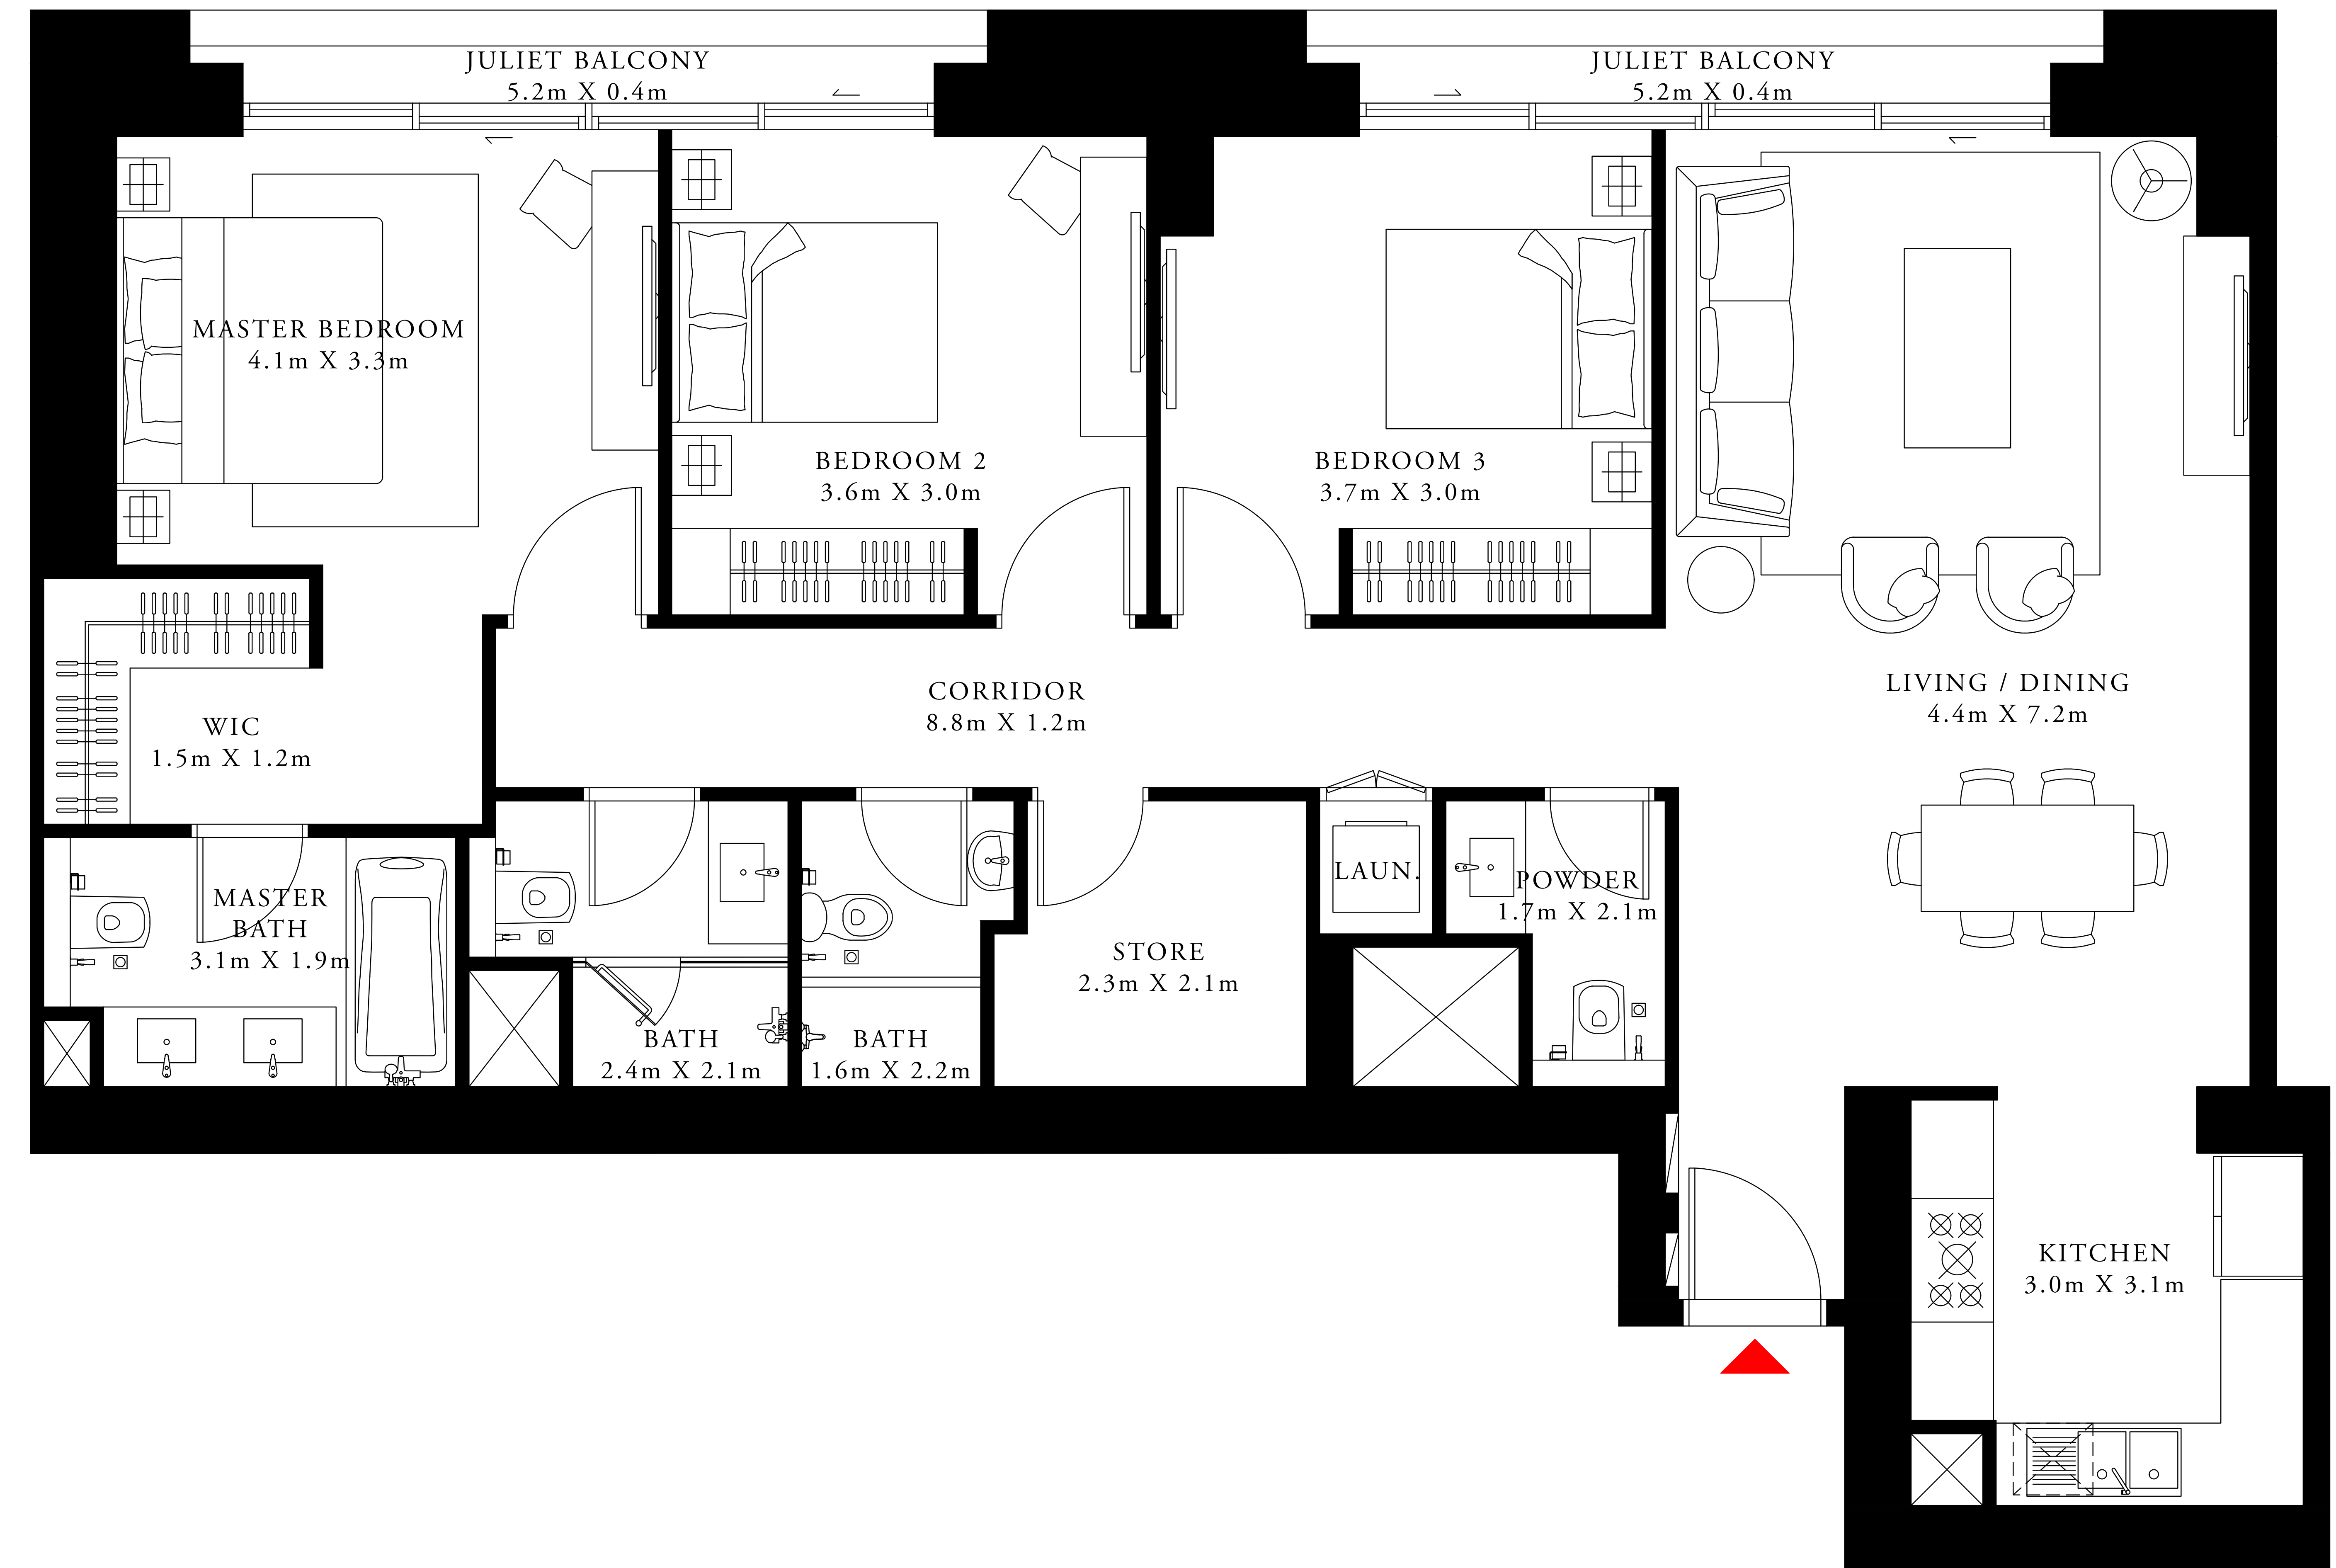 JULIET BALCONY
5.2m X 0.4m
JULIET BALCONY
5.2m X 0.4m
MASTER BEDROOM
4.1m X 3.3m
BEDROOM 2
3.6m X 3.0m
BEDROOM 3
3.7m X 3.0m
LIVING / DINING
4.4m X 7.2m
CORRIDOR
8.8m X 1.2m
WIC
1.5m X 1.2m
MASTER
BATH
3.1m X 1.9m
BATH
2.4m X 2.1m
BATH
1.6m X 2.2m
STORE
2.3m X 2.1m
LAUN.
POWDER
1.7m X 2.1m
KITCHEN
3.0m X 3.1m